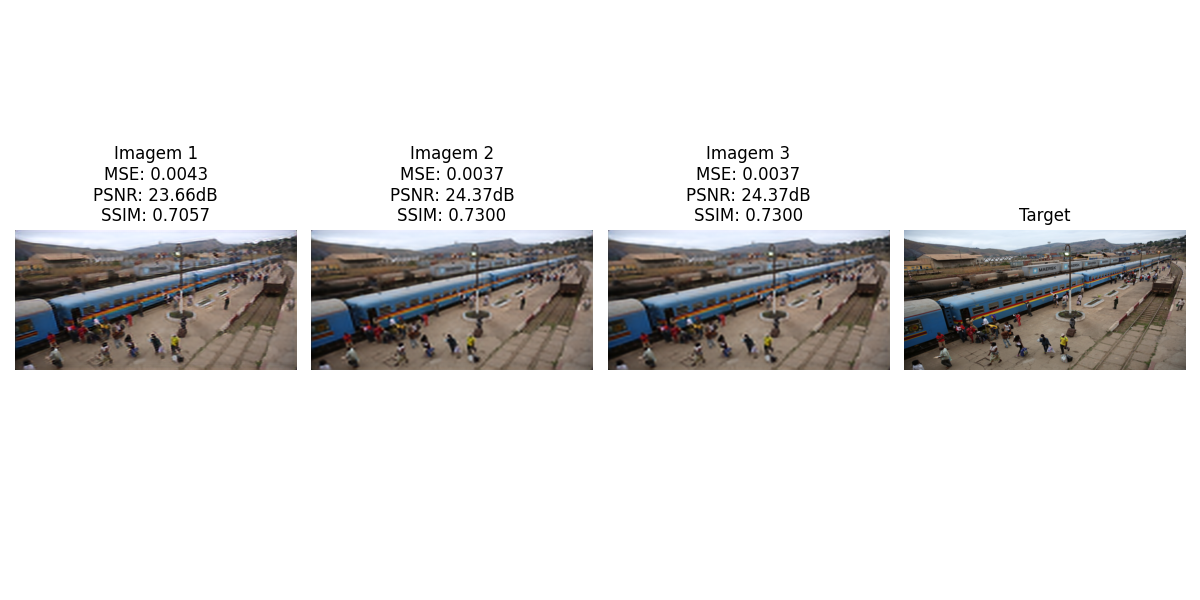 Imagem 1
MSE: 0.0043
PSNR: 23.66dB
SSIM: 0.7057
Imagem 2
MSE: 0.0037
PSNR: 24.37dB
SSIM: 0.7300
Imagem 3
MSE: 0.0037
PSNR: 24.37dB
SSIM: 0.7300
Target